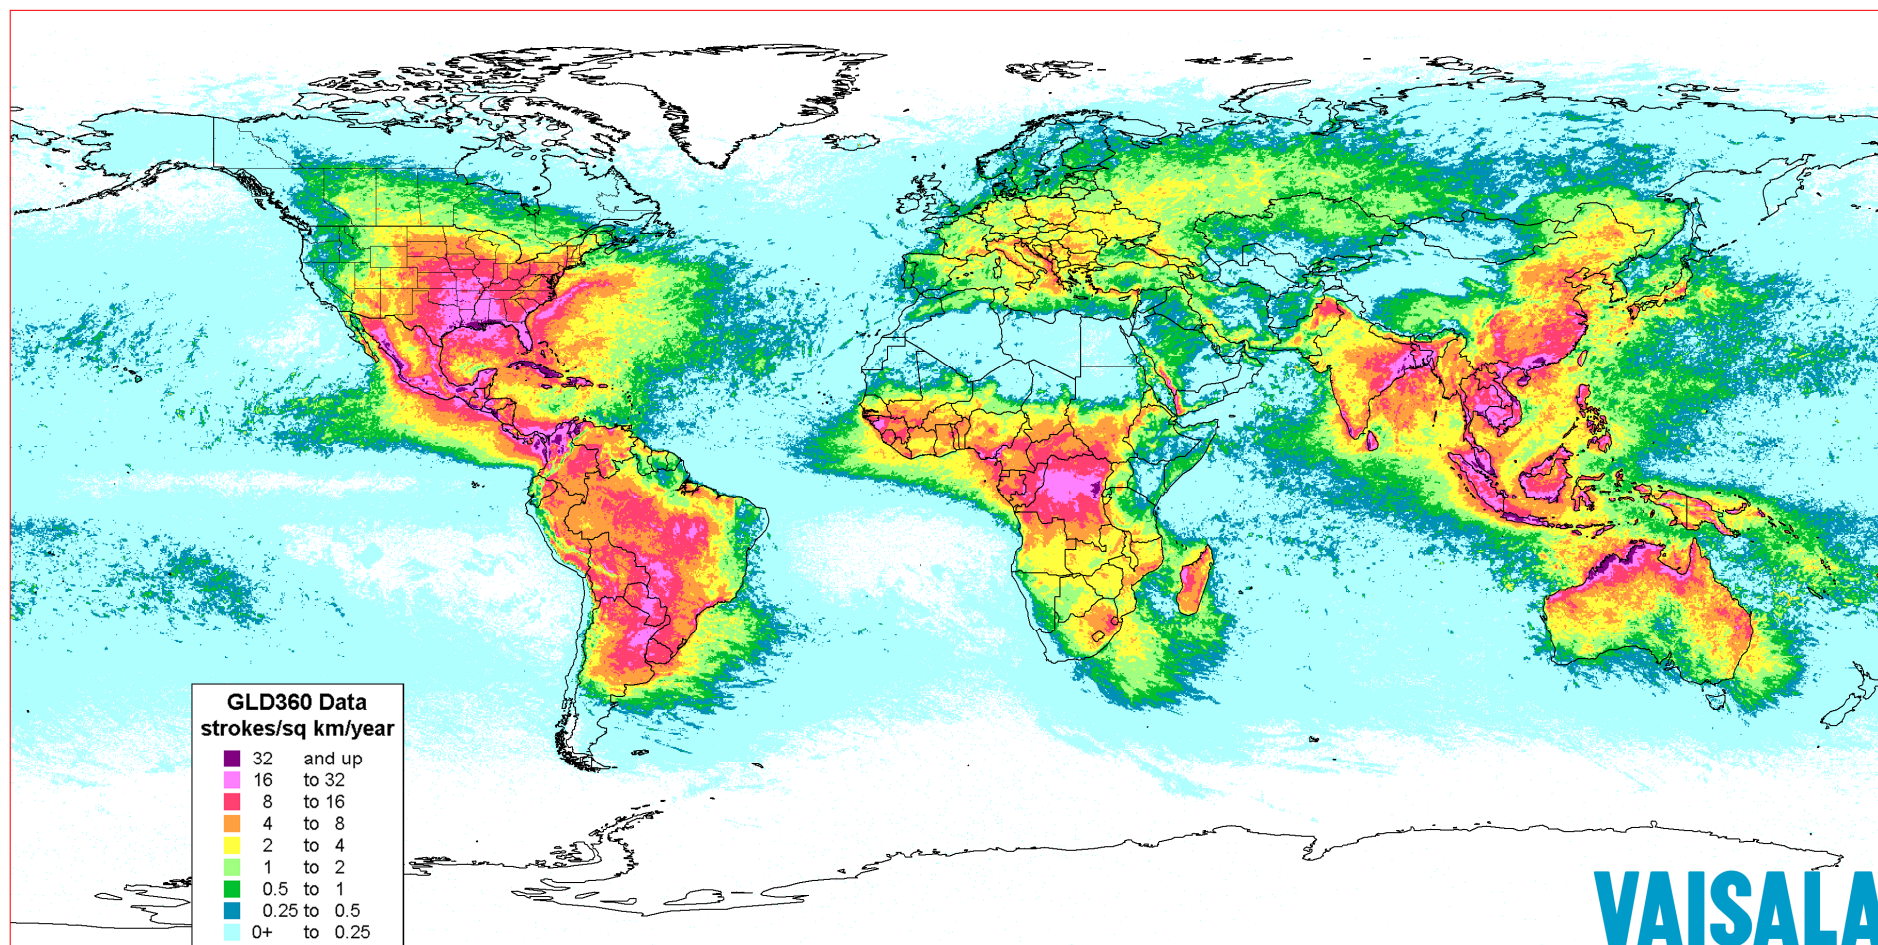 GLD360 Data
strokes/sq km/year
32 and up
16 to 32
8 to 16
4 to 8
2 to 4
1 to 2
0.5 to 1
0.25 to 0.5
0+ to 0.25
VAISALA